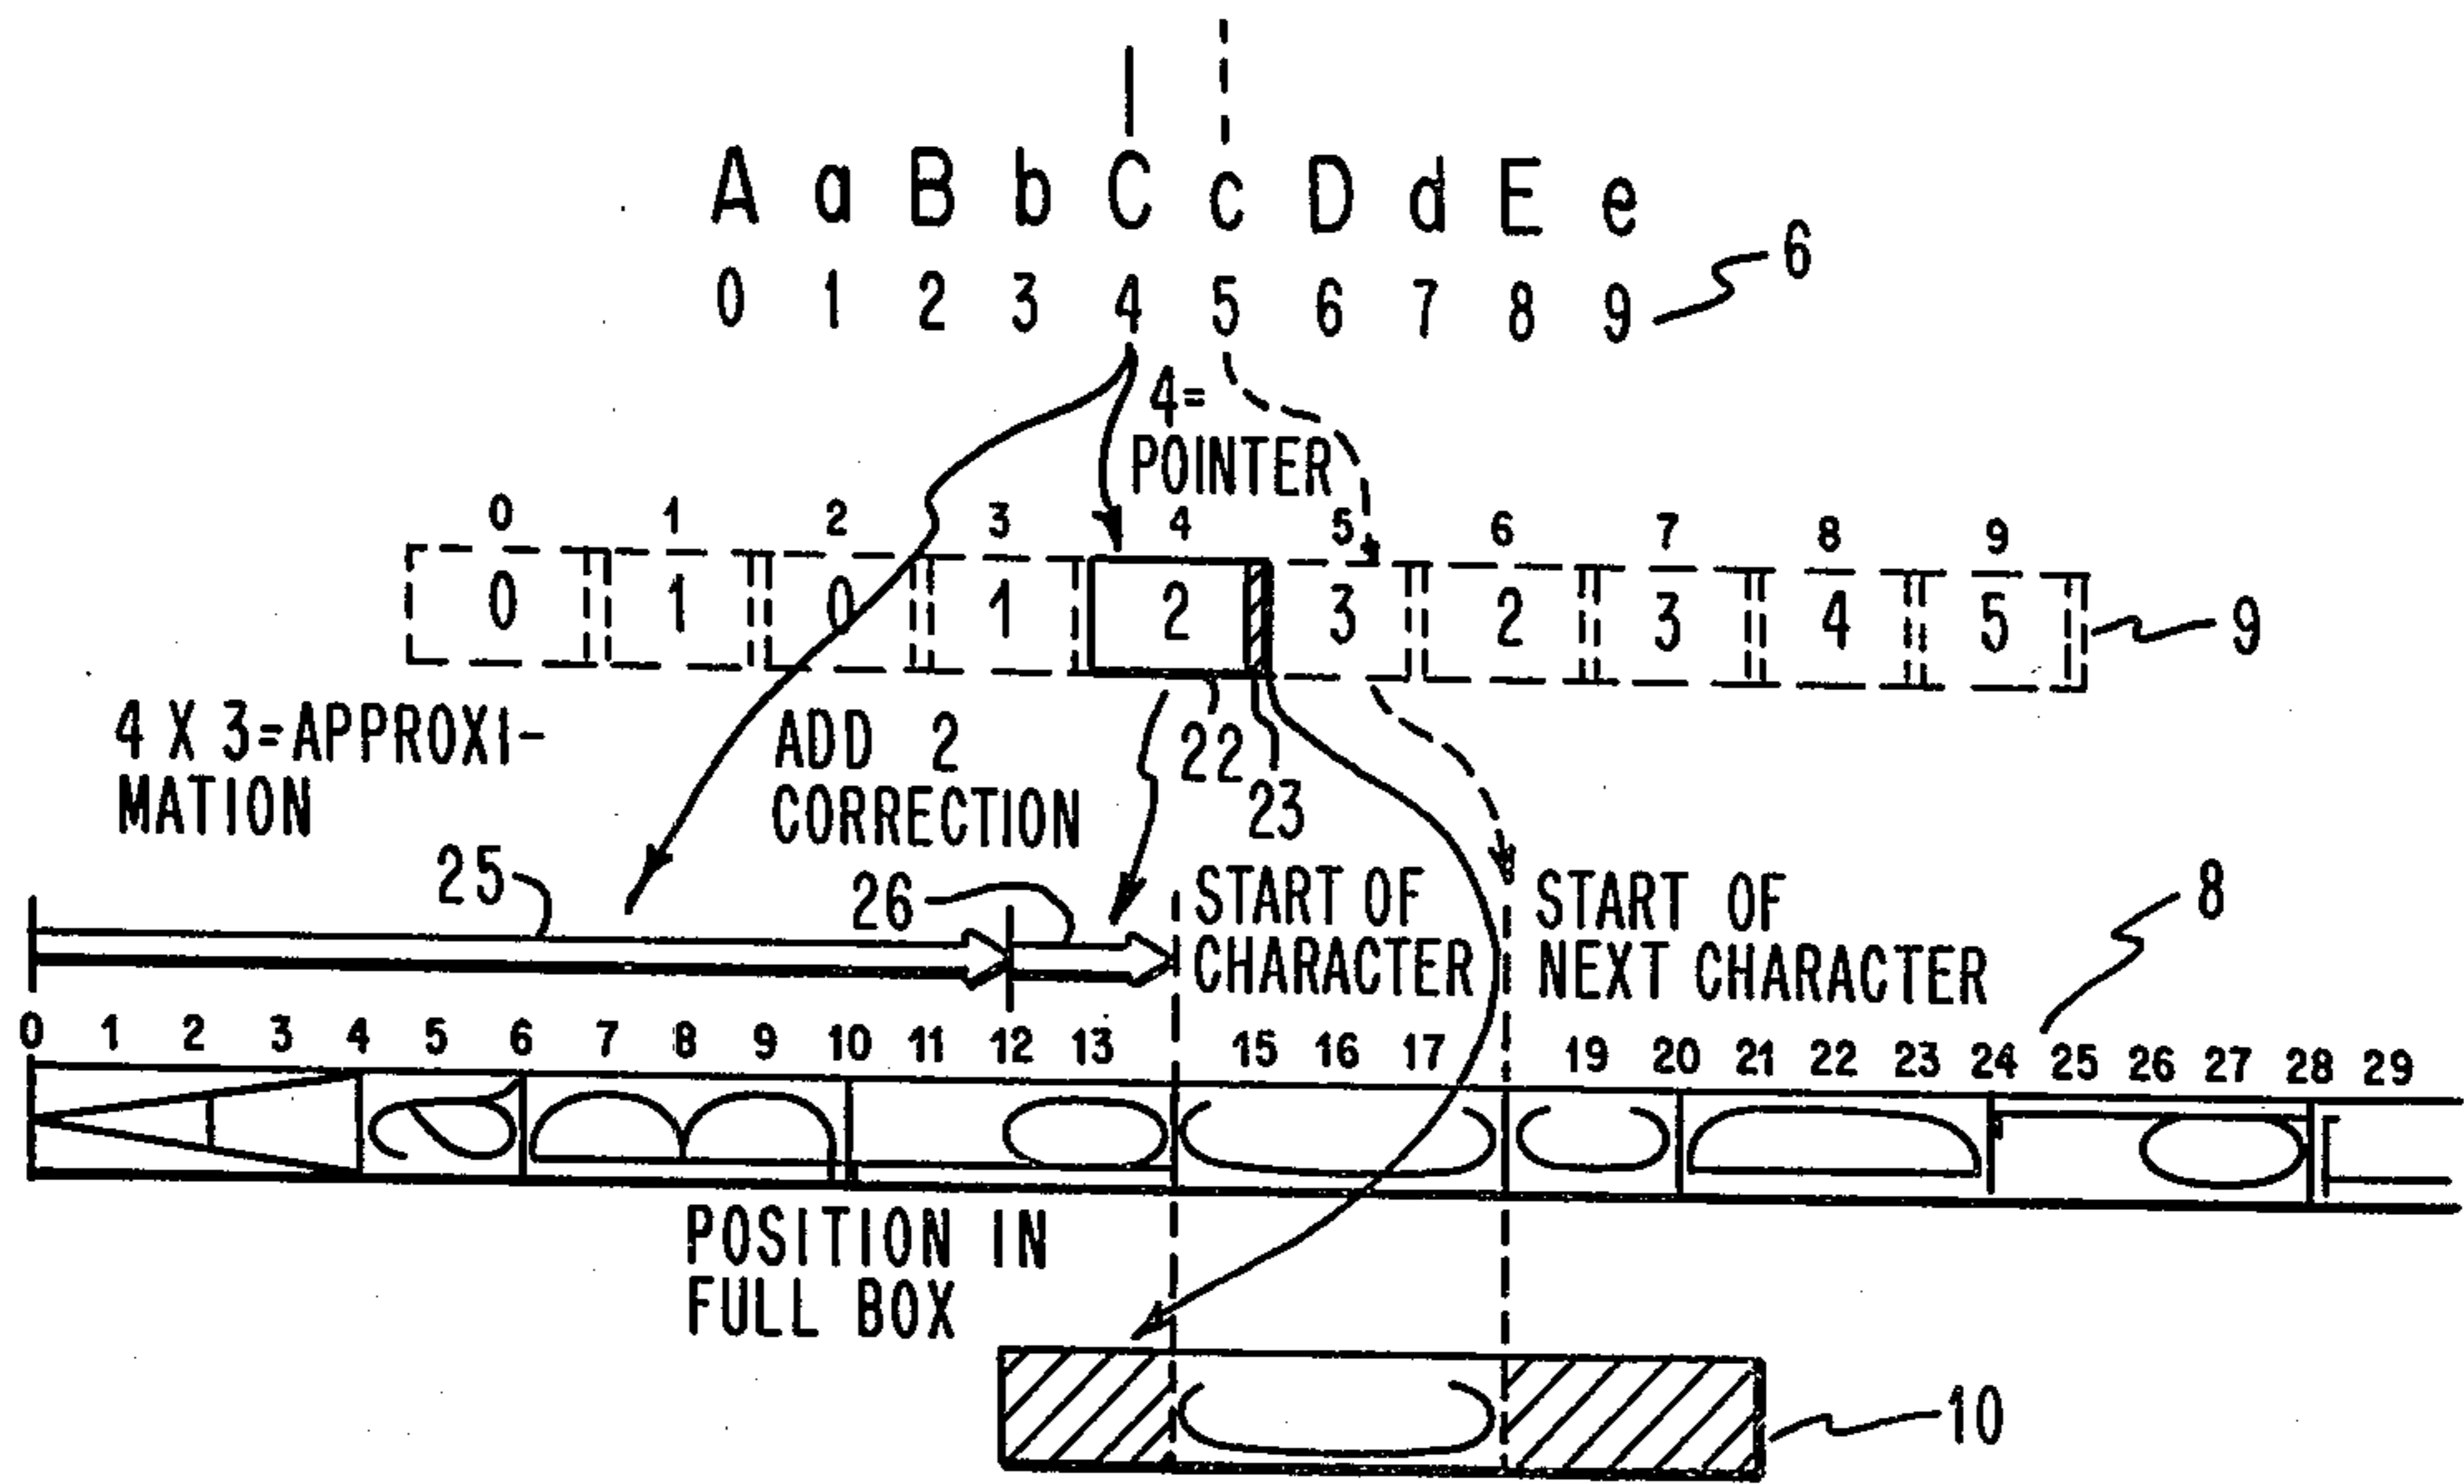 A a B b C c D d E e
0 1 2 3 4 5 6 7 8 9
6
4=
POINTER
0 1 2 3 4 5 6 7 8 9
0 1 0 1 2 3 2 3 4 5
9
4 X 3=APPROXI-
MATION
ADD 2
CORRECTION
22
23
25
26
START OF
CHARACTER
START OF
NEXT CHARACTER
8
0 1 2 3 4 5 6 7 8 9 10 11 12 13 15 16 17 19 20 21 22 23 24 25 26 27 28 29
POSITION IN
FULL BOX
10